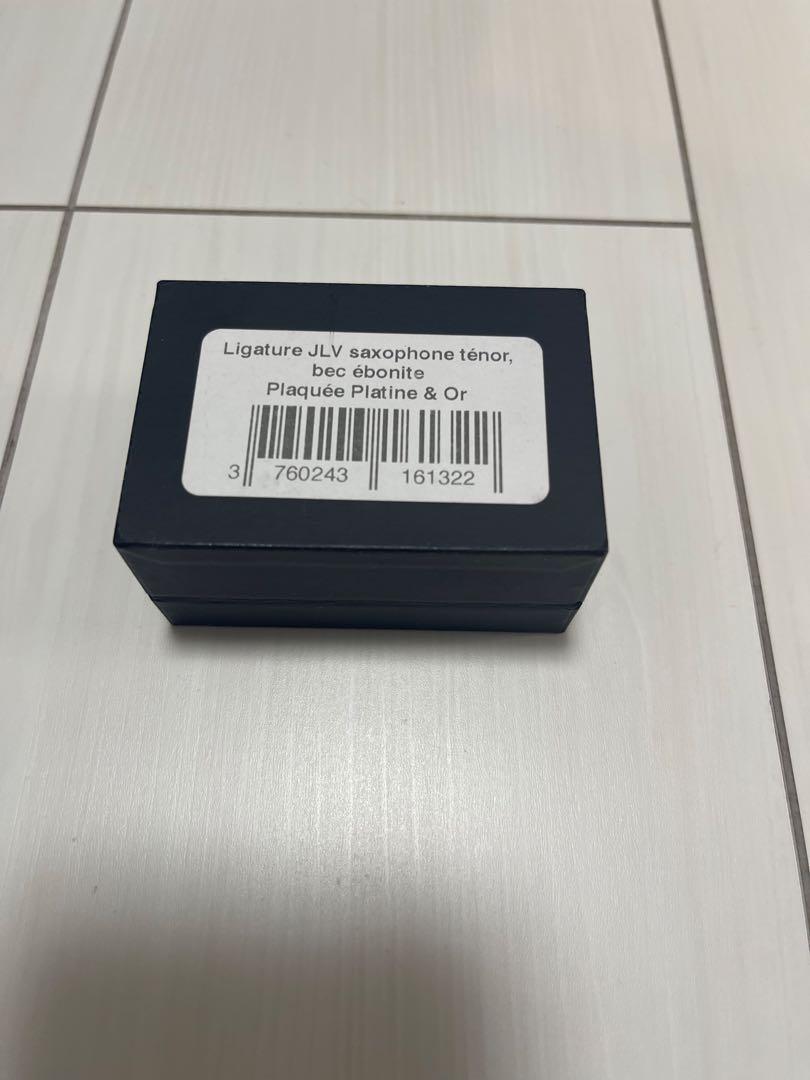 Ligature JLV saxophone ténor,
bec ébonite
Plaquée Platine & Or
3 760243 161322